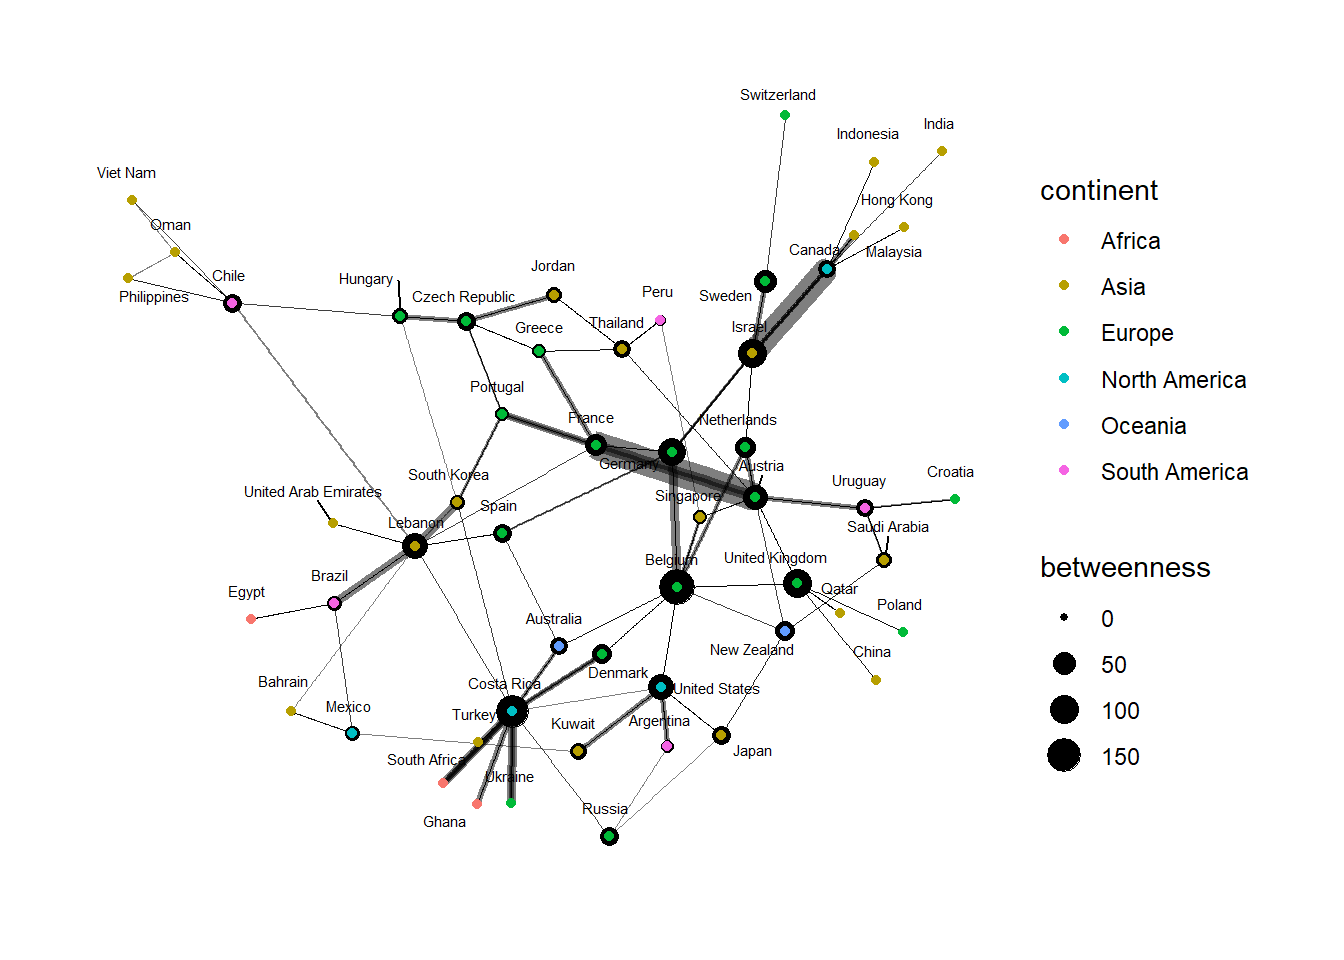 Switzerland
India
Indonesia
Viet Nam
Hong Kong
Oman
Canada
Malaysia
Jordan
Chile
Hungary
Peru
Philippines
Czech Republic
Sweden
Thailand
Israel
Greece
Portugal
France
Netherlands
Germany
Austria
South Korea
Croatia
Uruguay
United Arab Emirates
Singapore
Spain
Lebanon
Saudi Arabia
Belgium
United Kingdom
Brazil
Egypt
Qatar
Poland
Australia
New Zealand
China
Denmark
Bahrain
Costa Rica
United States
Mexico
Turkey
Kuwait
Argentina
Japan
South Africa
Ukraine
Russia
Ghana
continent
Africa
Asia
Europe
North America
Oceania
South America
betweenness
0
50
100
150